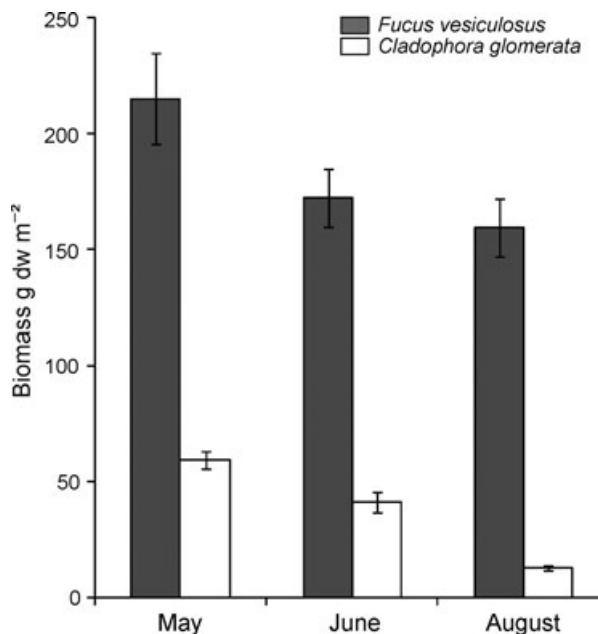 250
200
150
100
50
0
Biomass g dw m⁻²
Fucus vesiculosus
Cladophora glomerata
May
June
August